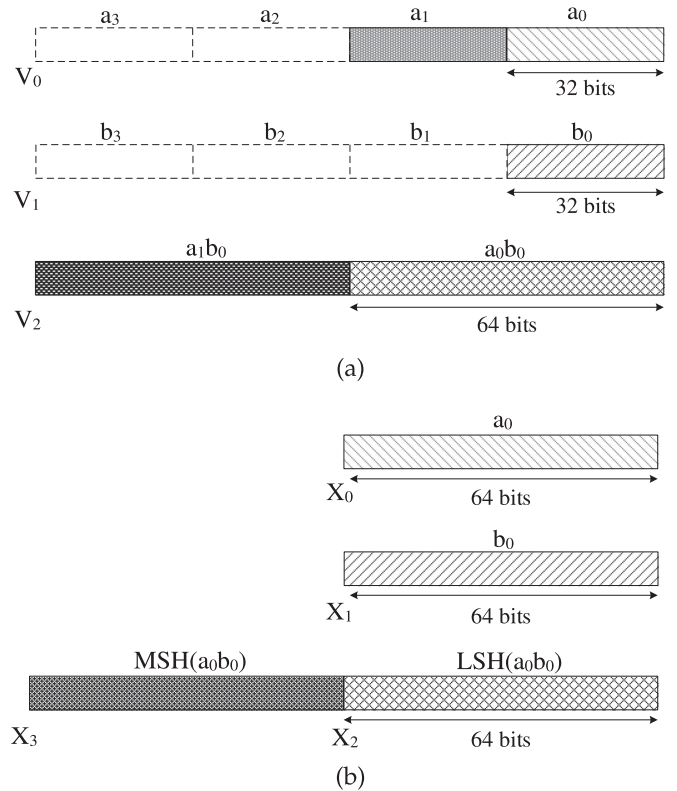 a₃ a₂ a₁ a₀
V₀
32 bits
b₃ b₂ b₁ b₀
V₁
32 bits
a₁b₀ a₀b₀
V₂
64 bits
(a)
a₀
X₀
64 bits
b₀
X₁
64 bits
MSH(a₀b₀) LSH(a₀b₀)
X₃ X₂
64 bits
(b)